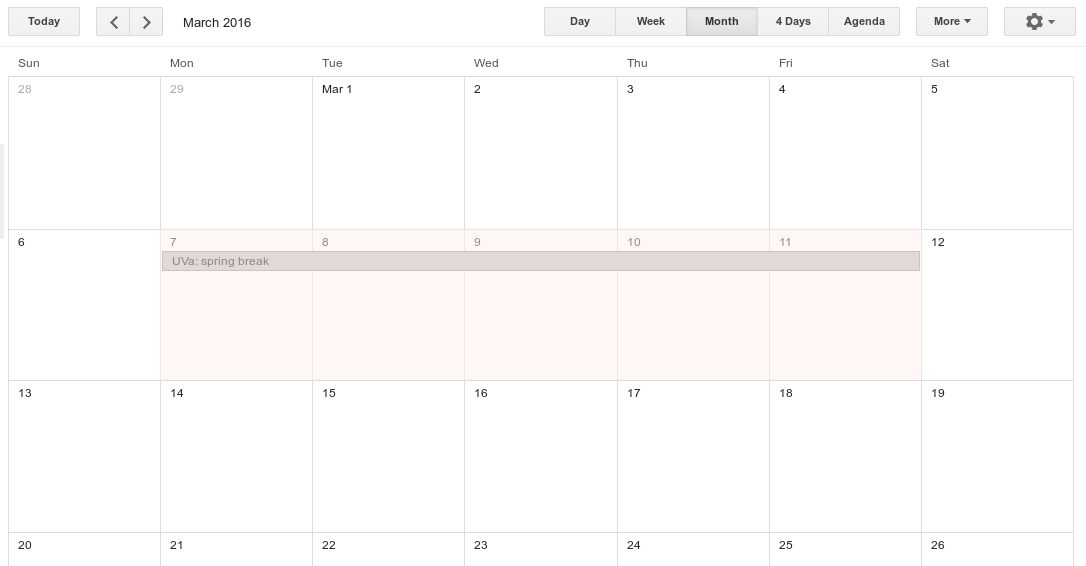 Today March 2016 Day Week Month 4 Days Agenda More
Sun Mon Tue Wed Thu Fri Sat
28 29 Mar 1 2 3 4 5
6 7 8 9 10 11 12
UVa: spring break
13 14 15 16 17 18 19
20 21 22 23 24 25 26